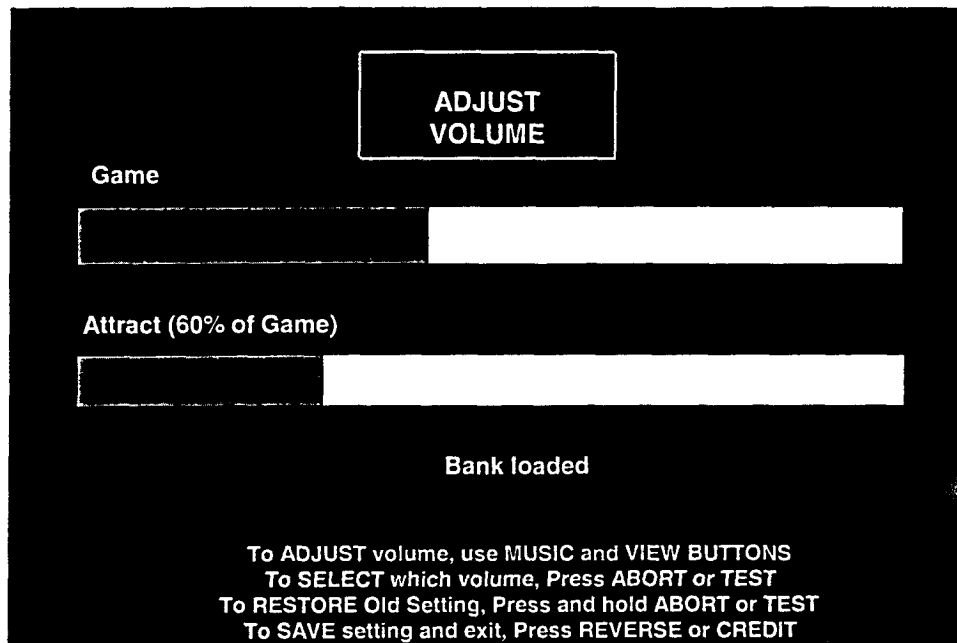 ADJUST
VOLUME
Game
Attract (60% of Game)
Bank loaded
To ADJUST volume, use MUSIC and VIEW BUTTONS
To SELECT which volume, Press ABORT or TEST
To RESTORE Old Setting, Press and hold ABORT or TEST
To SAVE setting and exit, Press REVERSE or CREDIT